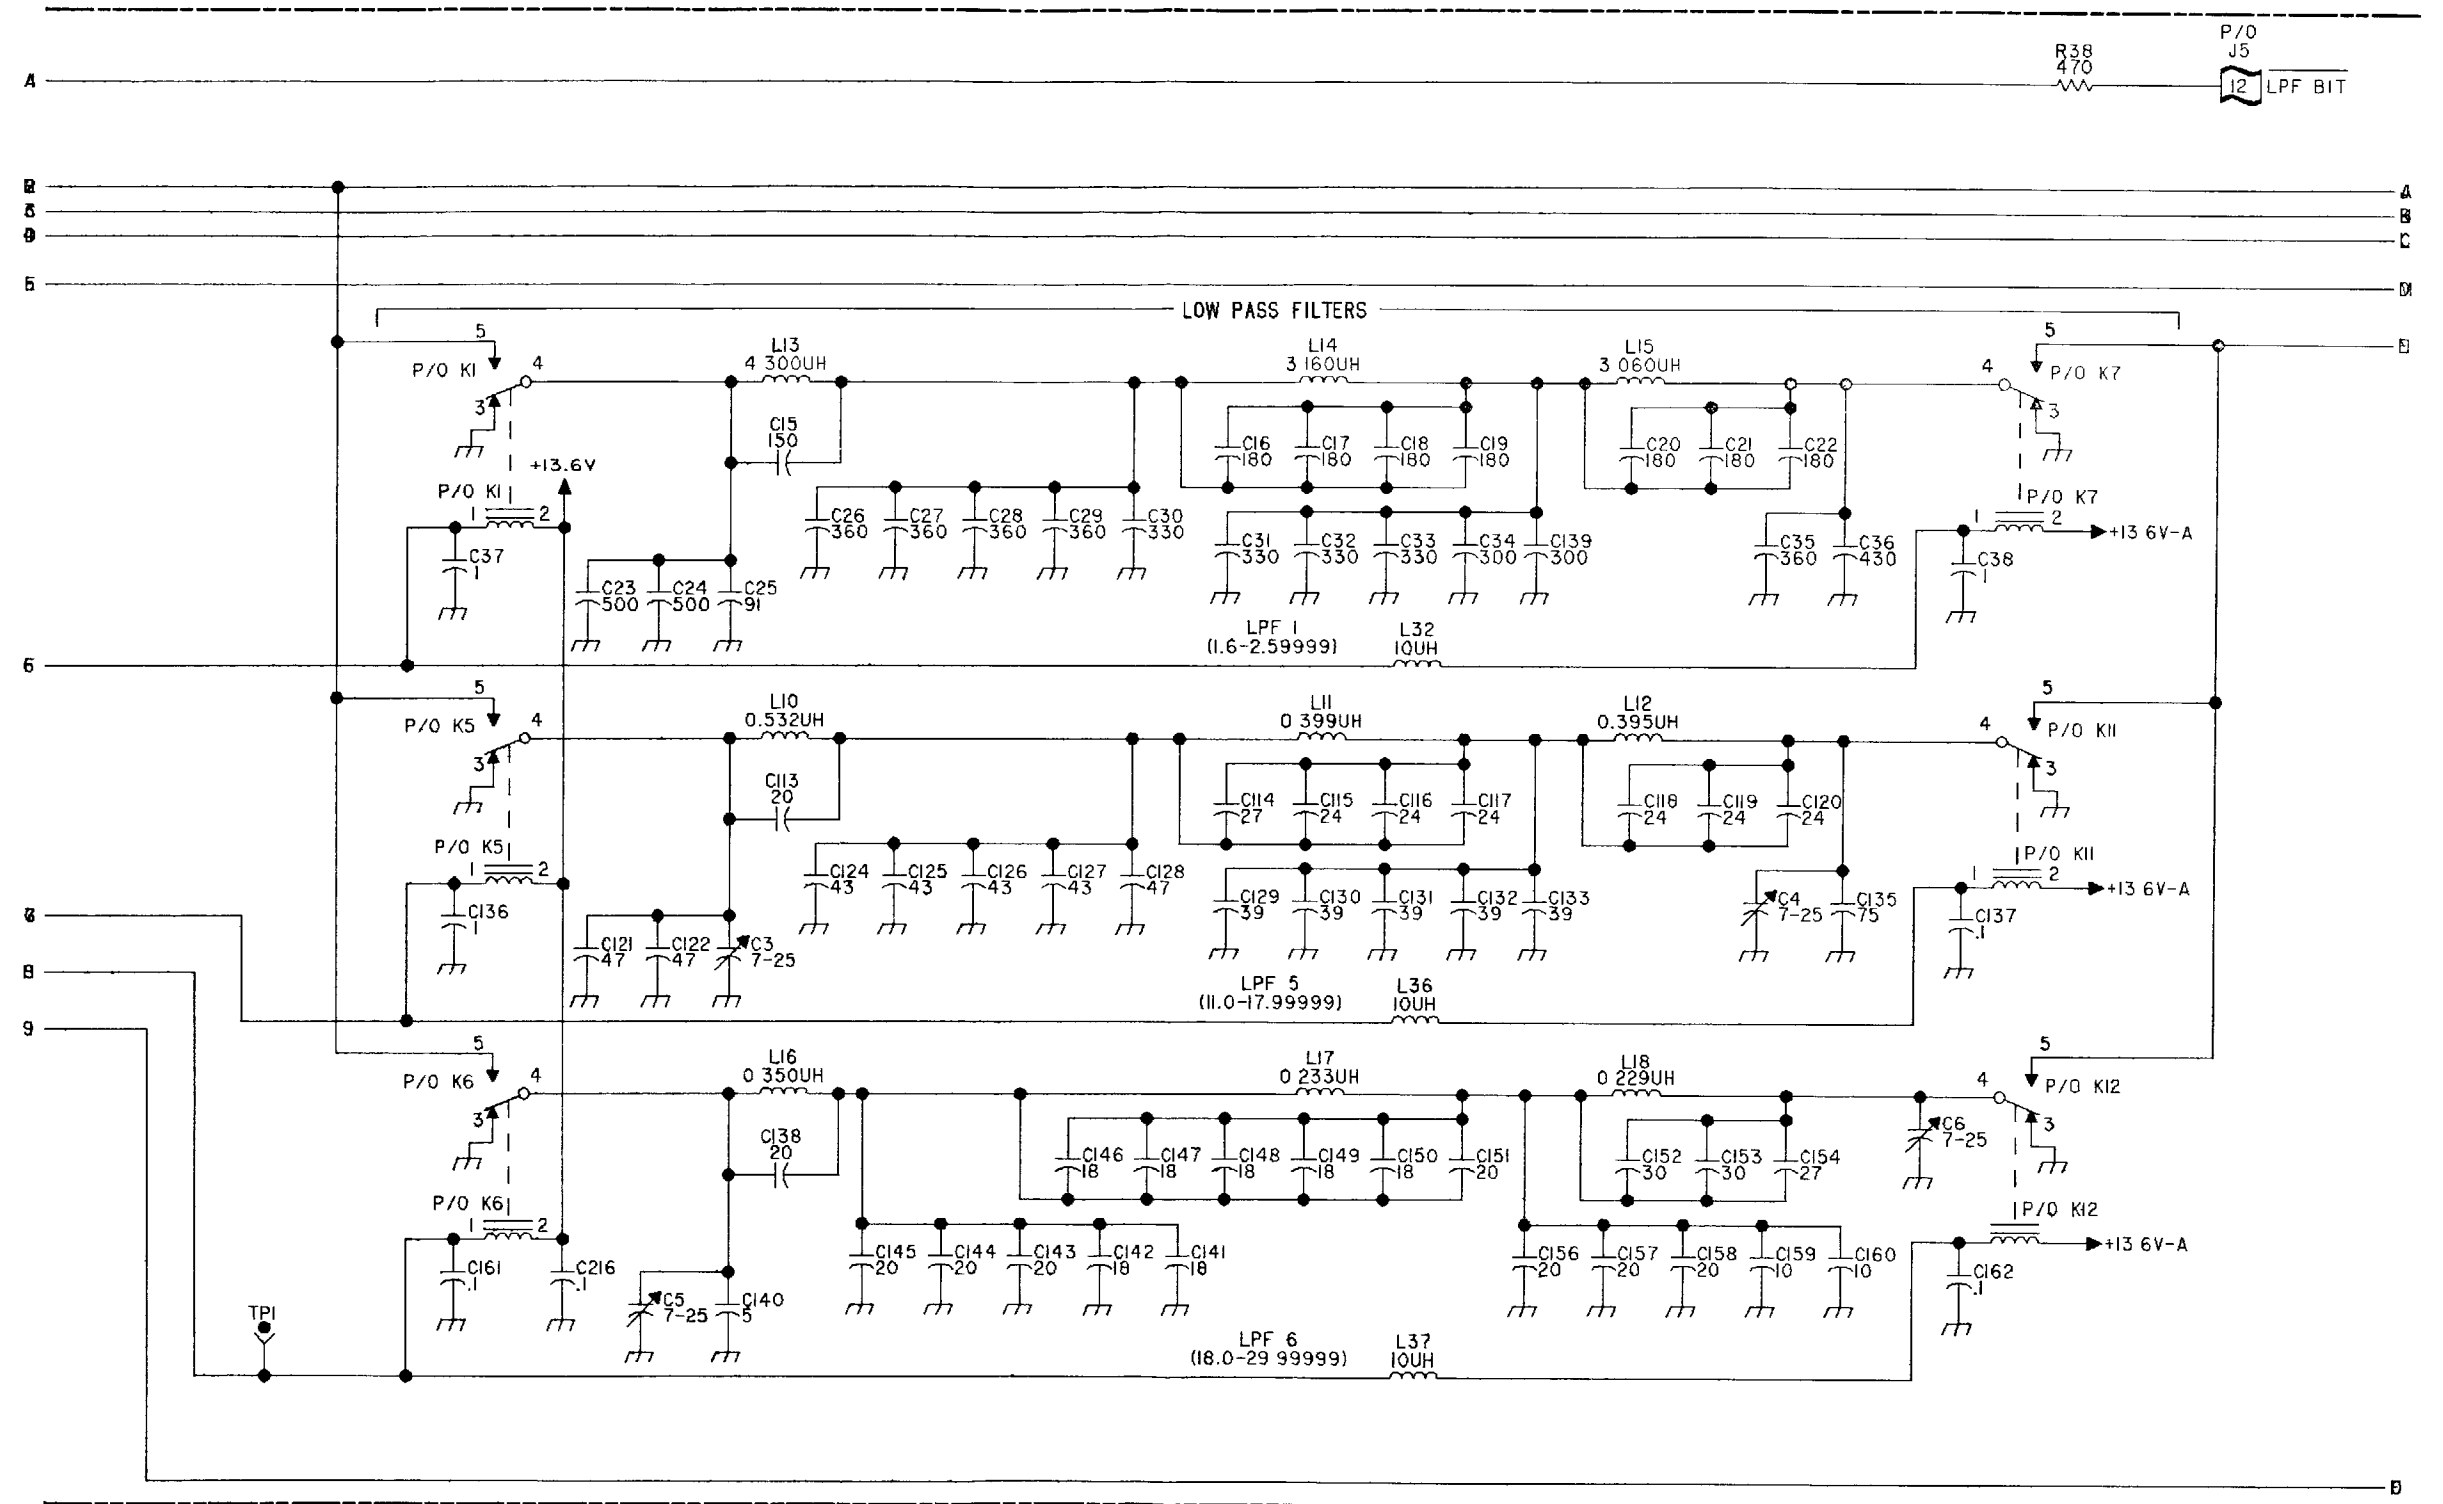 P/O
J5
R38
470
12
LPF BIT
A
A
C
LOW PASS FILTERS
5
P/O K1
4
3
L13
4 300UH
C15
150
L14
3 160UH
L15
3 060UH
5
4
P/O K7
3
C16
180
C17
180
C18
180
C19
180
C20
180
C21
180
C22
180
+13.6V
P/O K1
1
2
C37
1
C26
360
C27
360
C28
360
C29
360
C30
330
C31
330
C32
330
C33
330
C34
300
C139
300
C35
360
C36
430
P/O K7
1
2
+13 6V-A
C38
1
C23
500
C24
500
C25
91
LPF 1
(1.6-2.59999)
L32
10UH
6
5
P/O K5
4
3
L10
0.532UH
C113
20
L11
0 399UH
L12
0.395UH
5
4
P/O K11
3
C114
27
C115
24
C116
24
C117
24
C118
24
C119
24
C120
24
P/O K5
1
2
C136
1
C124
43
C125
43
C126
43
C127
43
C128
47
C129
39
C130
39
C131
39
C132
39
C133
39
C4
7-25
C135
75
P/O K11
1
2
+13 6V-A
C137
.1
C121
47
C122
47
C3
7-25
LPF 5
(11.0-17.99999)
L36
10UH
9
5
P/O K6
4
3
L16
0 350UH
C138
20
L17
0 233UH
L18
0 229UH
5
4
P/O K12
3
C6
7-25
C146
18
C147
18
C148
18
C149
18
C150
18
C151
20
C152
30
C153
30
C154
27
P/O K6
1
2
C161
.1
C216
.1
C145
20
C144
20
C143
20
C142
18
C141
18
C156
20
C157
20
C158
20
C159
10
C160
10
P/O K12
1
2
+13 6V-A
C162
.1
C5
7-25
C140
5
TP1
LPF 6
(18.0-29 99999)
L37
10UH